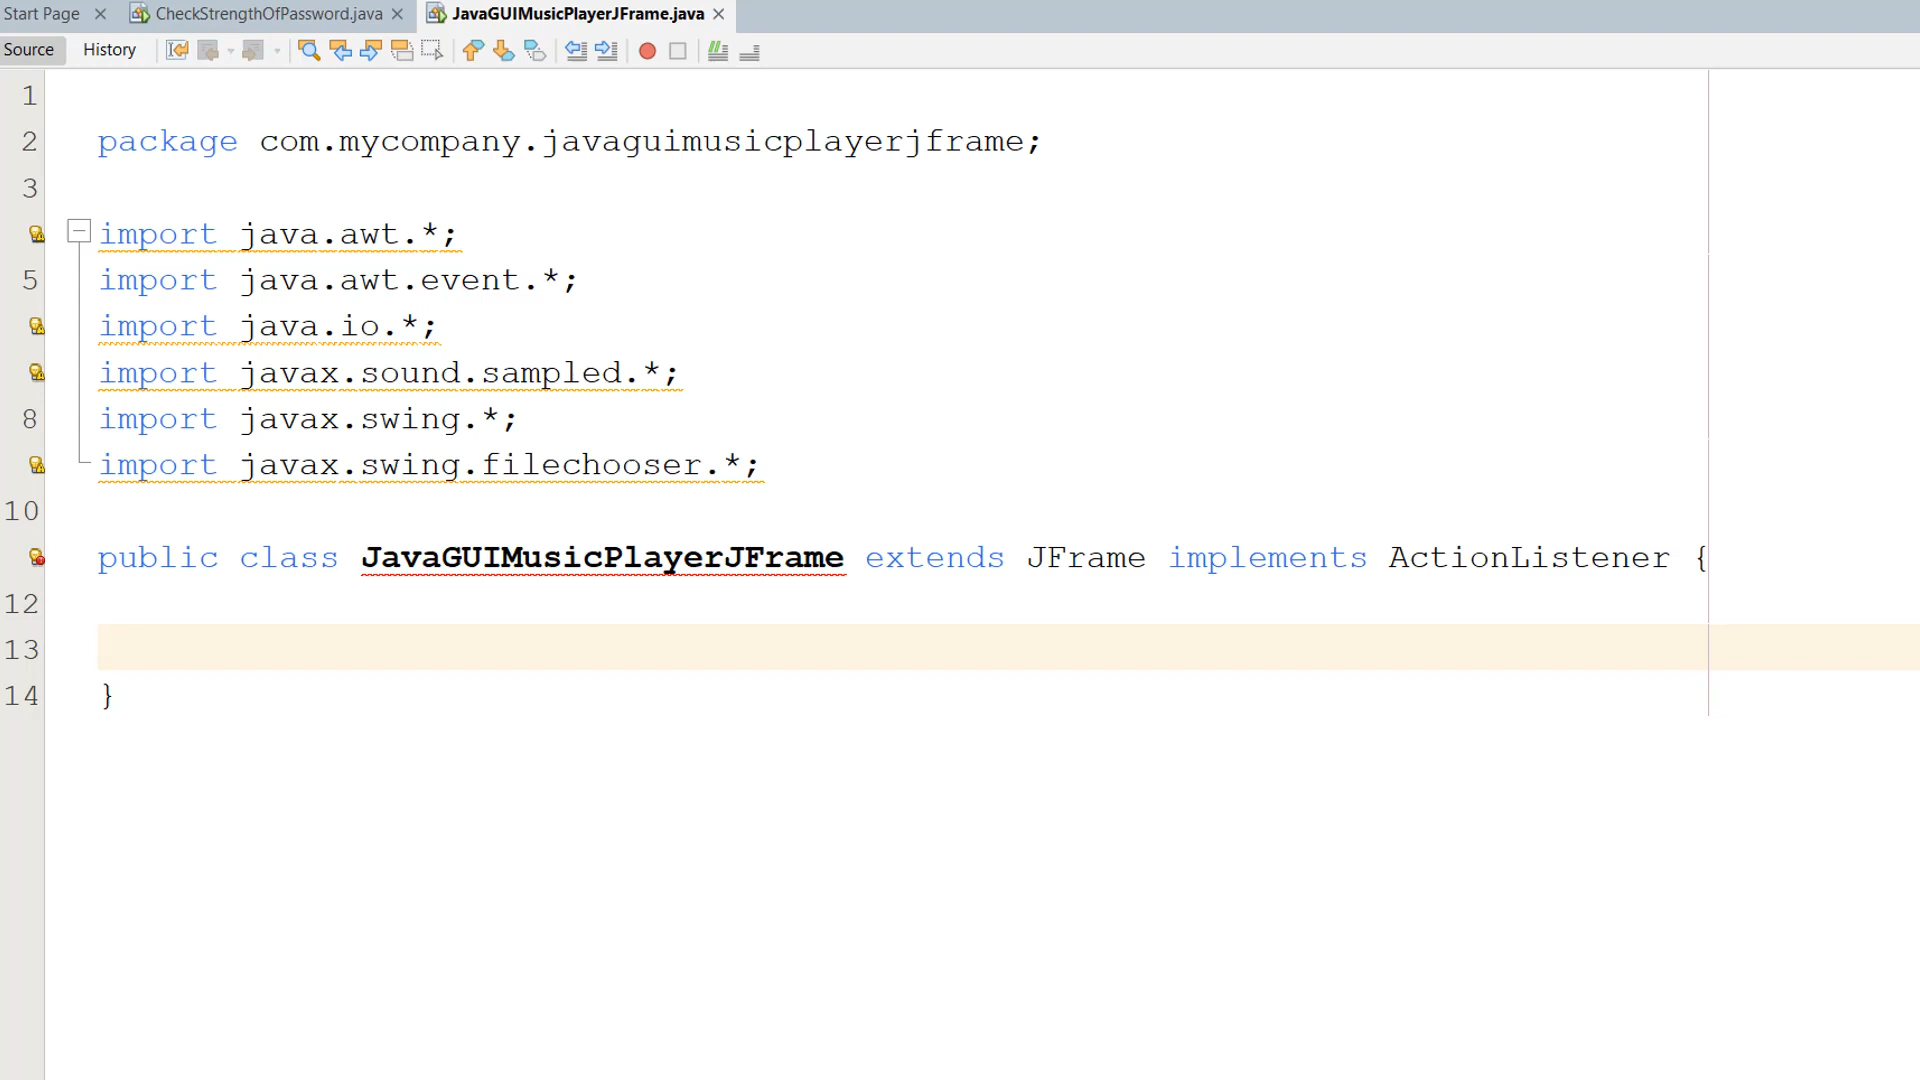 Start Page CheckStrengthOfPassword.java JavaGUIMusicPlayerJFrame.java
Source History
1
2 package com.mycompany.javaguimusicplayerjframe;
3
import java.awt.*;
5 import java.awt.event.*;
import java.io.*;
import javax.sound.sampled.*;
8 import javax.swing.*;
import javax.swing.filechooser.*;
10
public class JavaGUIMusicPlayerJFrame extends JFrame implements ActionListener {
12
13
14 }